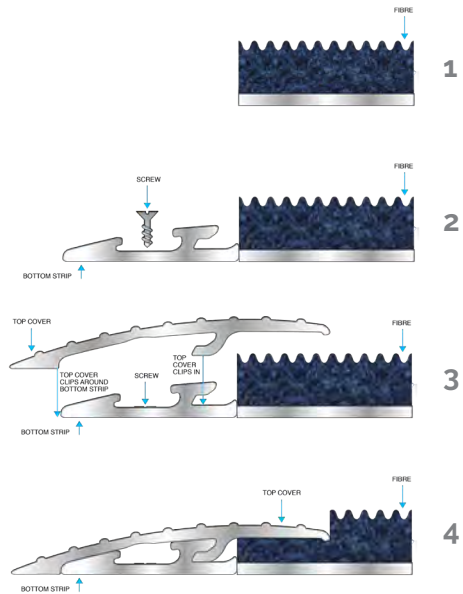 FIBRE
1
FIBRE
SCREW
2
BOTTOM STRIP
TOP COVER
FIBRE
TOP
COVER
CLIPS IN
TOP COVER
CLIPS AROUND
BOTTOM STRIP
SCREW
3
BOTTOM STRIP
FIBRE
TOP COVER
4
BOTTOM STRIP